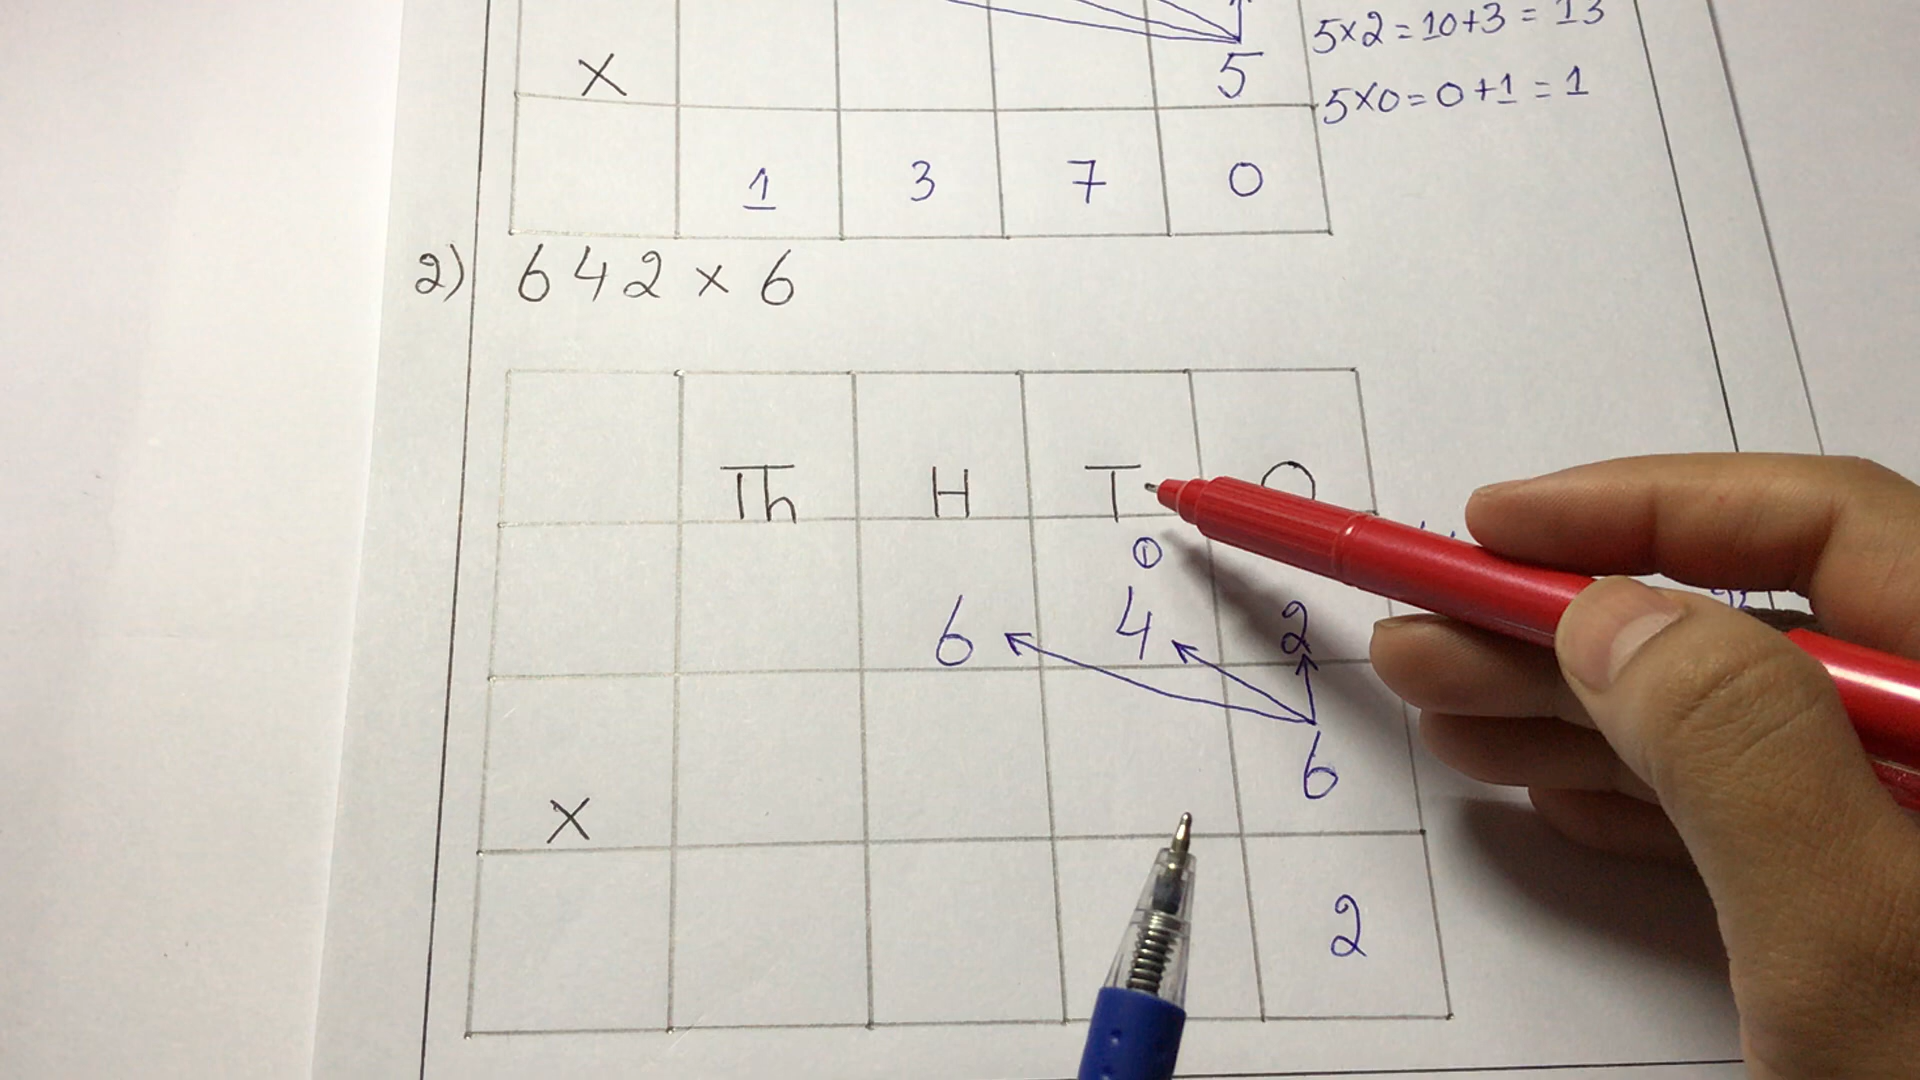 5×2=10+3=13
× 5
5×0=0+1=1
1 3 7 0
2) 642×6
Th H T O
①
6 4 2
6
×
2